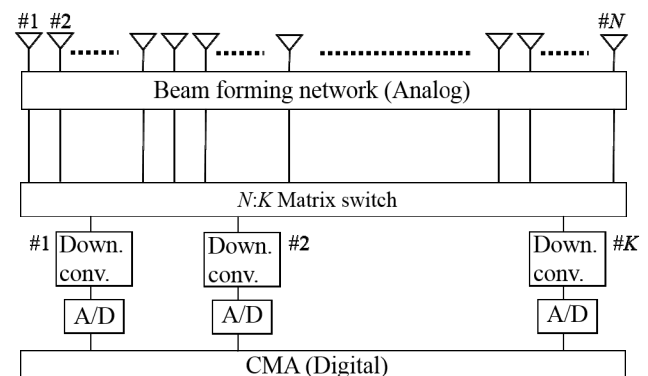 #1 #2 #N
Beam forming network (Analog)
N:K Matrix switch
#1 Down. conv.
Down. conv. #2
Down. conv. #K
A/D A/D A/D
CMA (Digital)